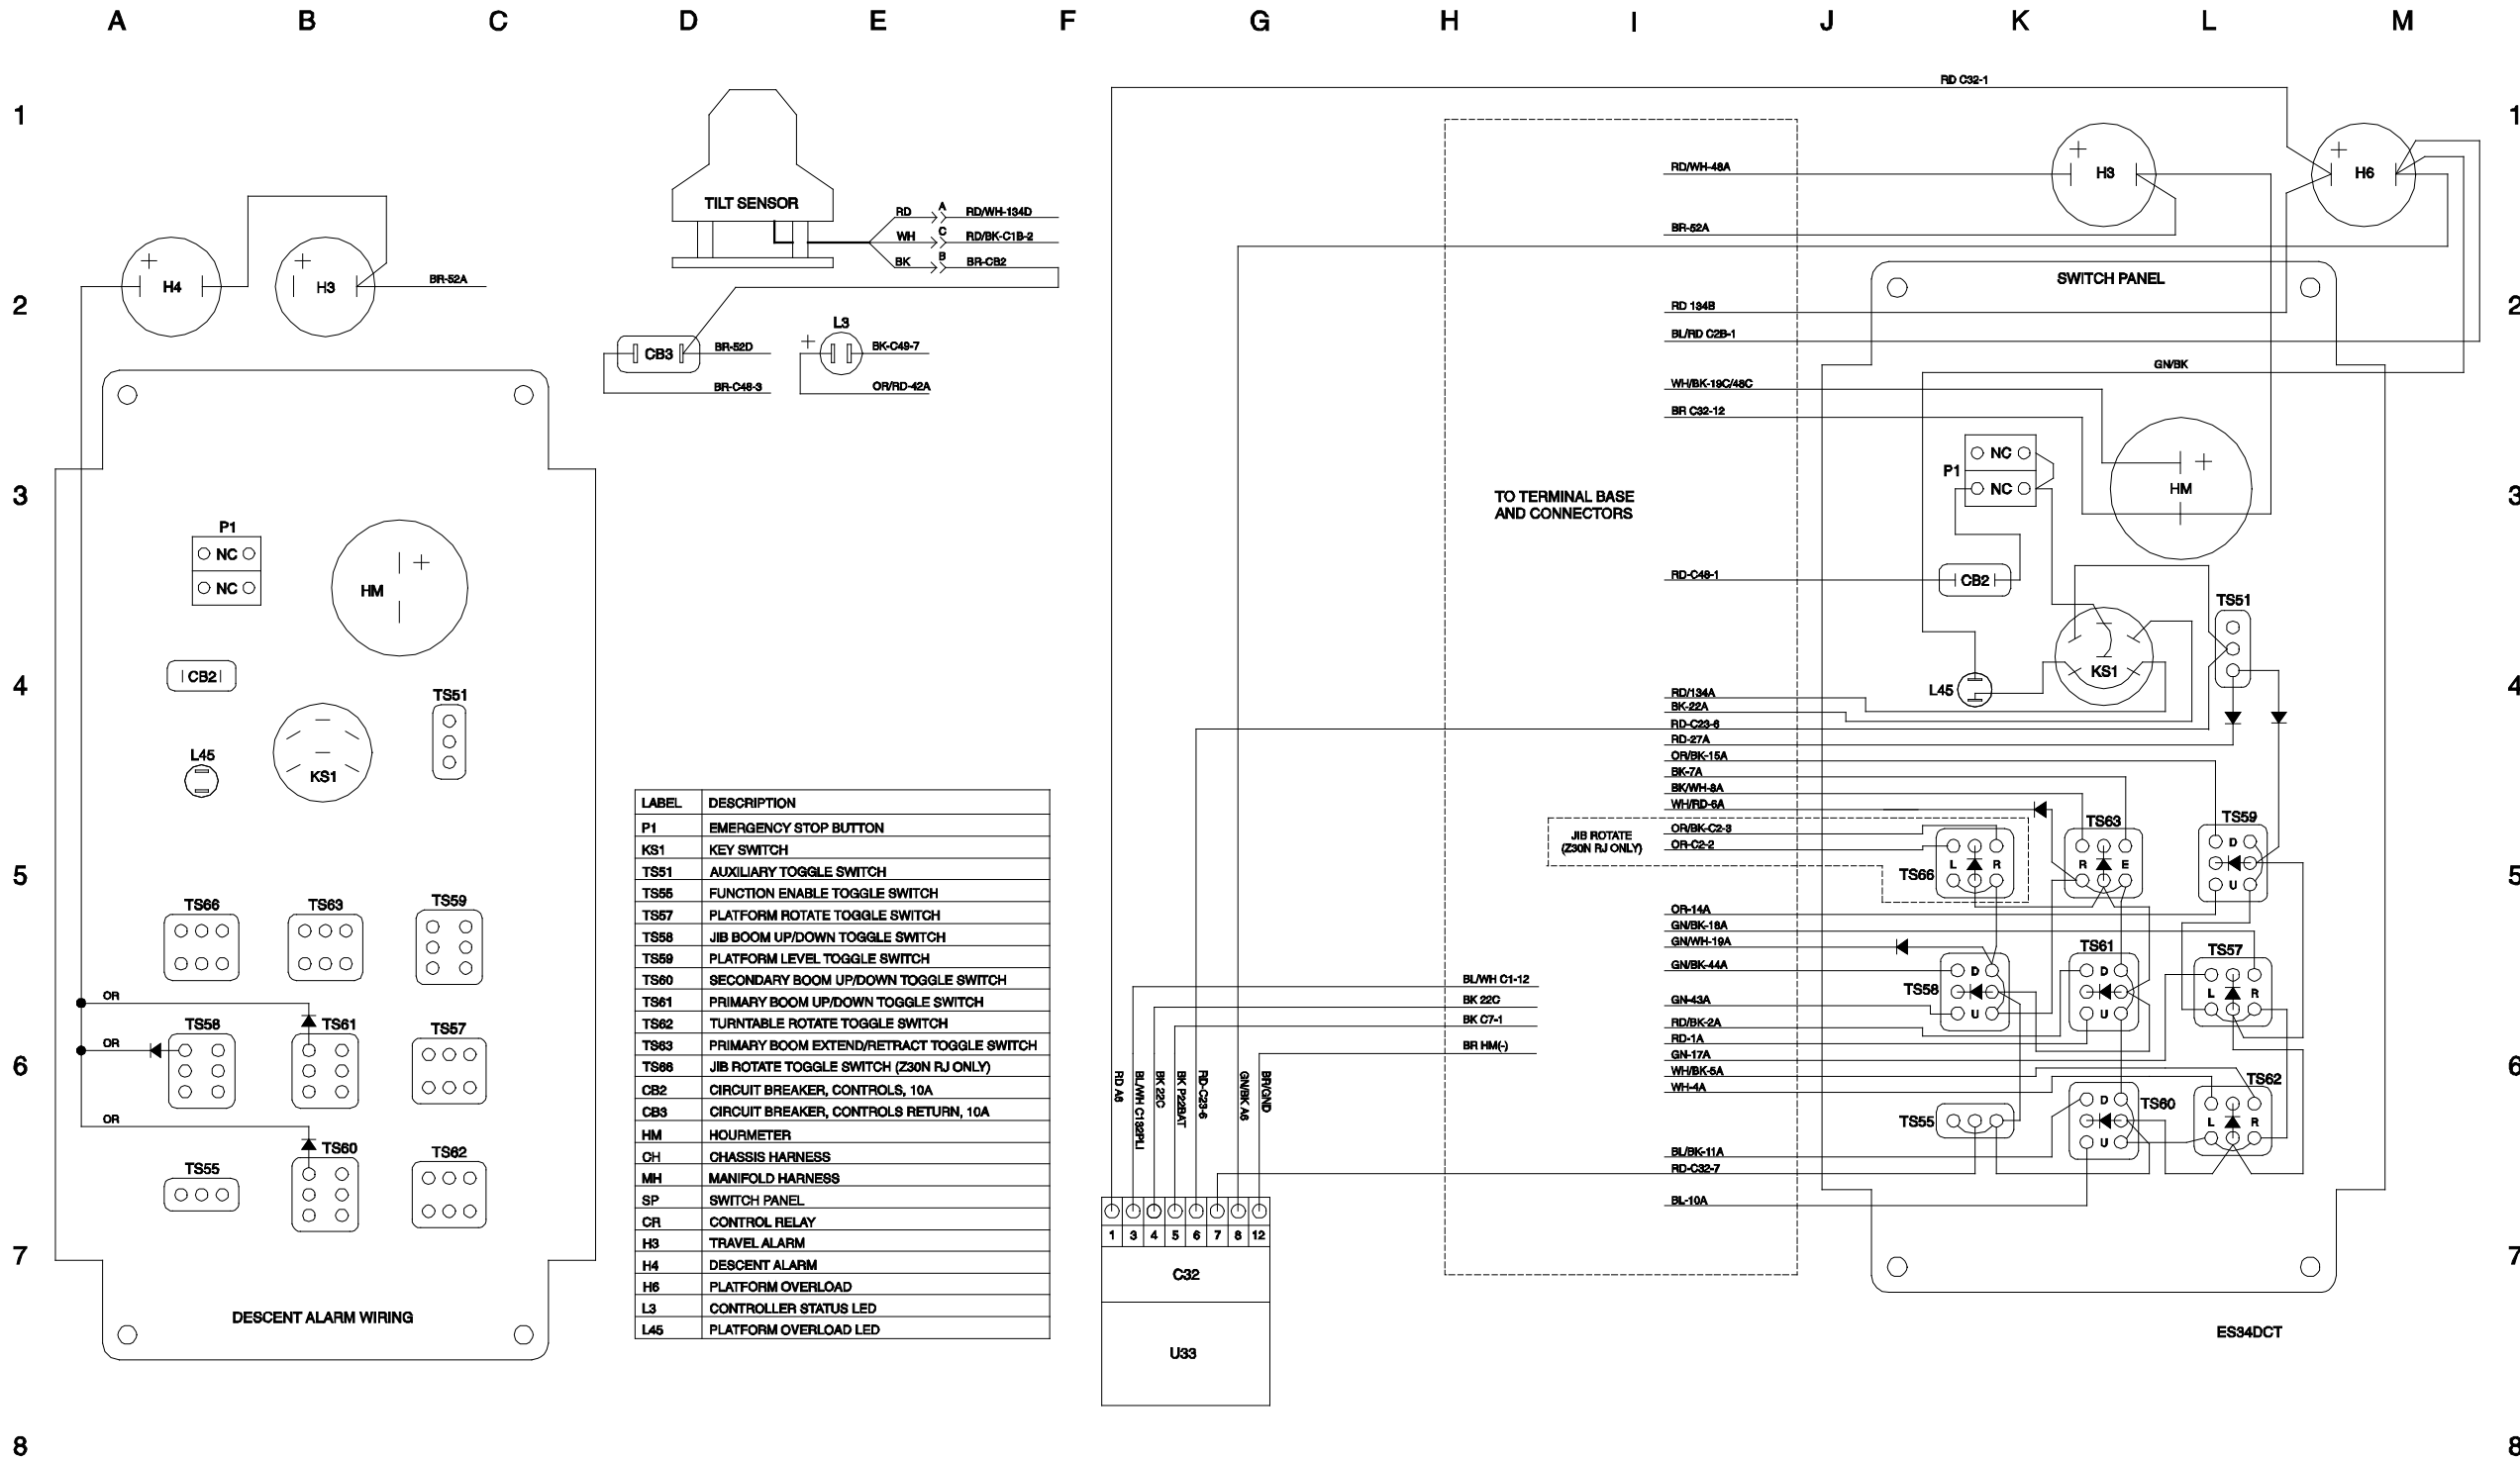 A B C D E F G H I J K L M
1 1
2 2
3 3
4 4
5 5
6 6
7 7
8 8
H4
+
H3
+
BR-52A
P1
NC
NC
HM
+
CB2
TS51
L45
KS1
TS66
TS63
TS59
OR
OR
TS58
TS61
TS57
OR
TS55
TS60
TS62
DESCENT ALARM WIRING
TILT SENSOR
RD A RD/WH-134D
WH C RD/BK-C1B-2
BK B BR-CB2
CB3
BR-52D
BR-C48-3
L3
+
BK-C49-7
OR/RD-42A
LABEL DESCRIPTION
P1 EMERGENCY STOP BUTTON
KS1 KEY SWITCH
TS51 AUXILIARY TOGGLE SWITCH
TS55 FUNCTION ENABLE TOGGLE SWITCH
TS57 PLATFORM ROTATE TOGGLE SWITCH
TS58 JIB BOOM UP/DOWN TOGGLE SWITCH
TS59 PLATFORM LEVEL TOGGLE SWITCH
TS60 SECONDARY BOOM UP/DOWN TOGGLE SWITCH
TS61 PRIMARY BOOM UP/DOWN TOGGLE SWITCH
TS62 TURNTABLE ROTATE TOGGLE SWITCH
TS63 PRIMARY BOOM EXTEND/RETRACT TOGGLE SWITCH
TS66 JIB ROTATE TOGGLE SWITCH (Z30N RJ ONLY)
CB2 CIRCUIT BREAKER, CONTROLS, 10A
CB3 CIRCUIT BREAKER, CONTROLS RETURN, 10A
HM HOURMETER
CH CHASSIS HARNESS
MH MANIFOLD HARNESS
SP SWITCH PANEL
CR CONTROL RELAY
H3 TRAVEL ALARM
H4 DESCENT ALARM
H6 PLATFORM OVERLOAD
L3 CONTROLLER STATUS LED
L45 PLATFORM OVERLOAD LED
RD C32-1
TO TERMINAL BASE
AND CONNECTORS
RD/WH-48A
BR-52A
RD 134B
BL/RD C2B-1
WH/BK-19C/48C
BR C32-12
RD-C48-1
RD/134A
BK-22A
RD-C23-6
RD-27A
OR/BK-15A
BK-7A
BK/WH-8A
WH/RD-6A
OR/BK-C2-3
OR-C2-2
JIB ROTATE
(Z30N RJ ONLY)
OR-14A
GN/BK-18A
GN/WH-19A
GN/BK-44A
GN-43A
RD/BK-2A
RD-1A
GN-17A
WH/BK-5A
WH-4A
BL/BK-11A
RD-C32-7
BL-10A
BL/WH C1-12
BK 22C
BK C7-1
BR HM(-)
RD A6
BL/WH C132PLI
BK 22C
BK P22BAT
RD-C23-6
GN/BK A6
BR/GND
1 3 4 5 6 7 8 12
C32
U33
H3
+
H6
+
SWITCH PANEL
GN/BK
P1
NC
NC
HM
+
CB2
TS51
KS1
L45
TS66
L R
TS63
R E
TS59
D
U
TS58
D
U
TS61
D
U
TS57
L R
TS55
TS60
D
U
TS62
L R
ES34DCT